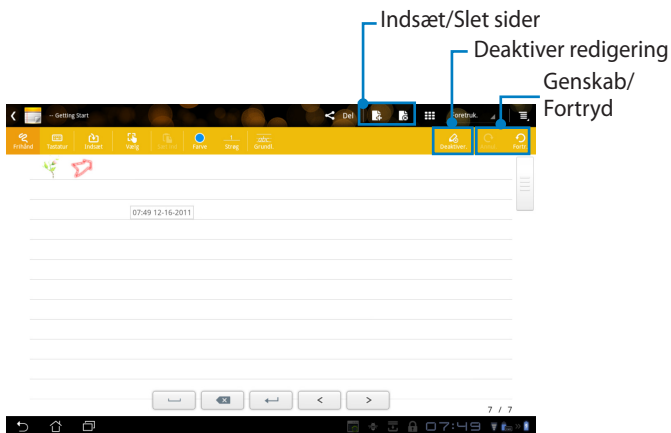 Indsæt/Slet sider
Deaktiver redigering
Genskab/
Fortryd
– Getting Start
Del
Foretruk.
Frihånd
Tastatur
Indsæt
Vælg
Farve
Streg
Grundl.
Deaktiver.
Fortr.
07:49 12-16-2011
7 / 7
07:49